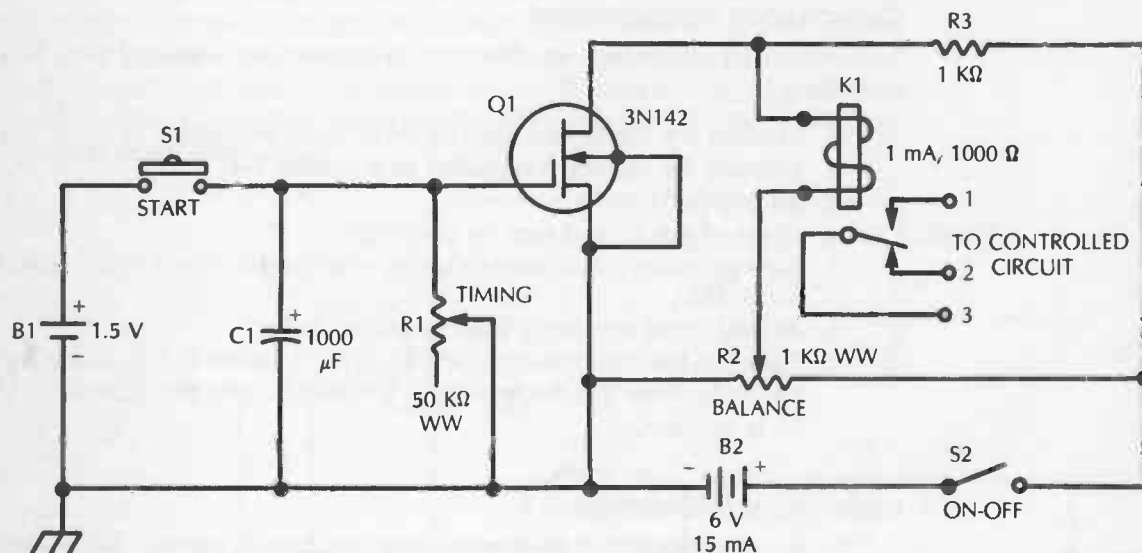 R3
1 KΩ
K1
Q1
3N142
S1
1 mA, 1000 Ω
START
1
TO CONTROLLED
CIRCUIT
2
3
TIMING
B1
+
1.5 V
−
C1
+
1000
μF
R1
R2
1 KΩ WW
50 KΩ
WW
BALANCE
B2
−
+
S2
6 V
ON-OFF
15 mA